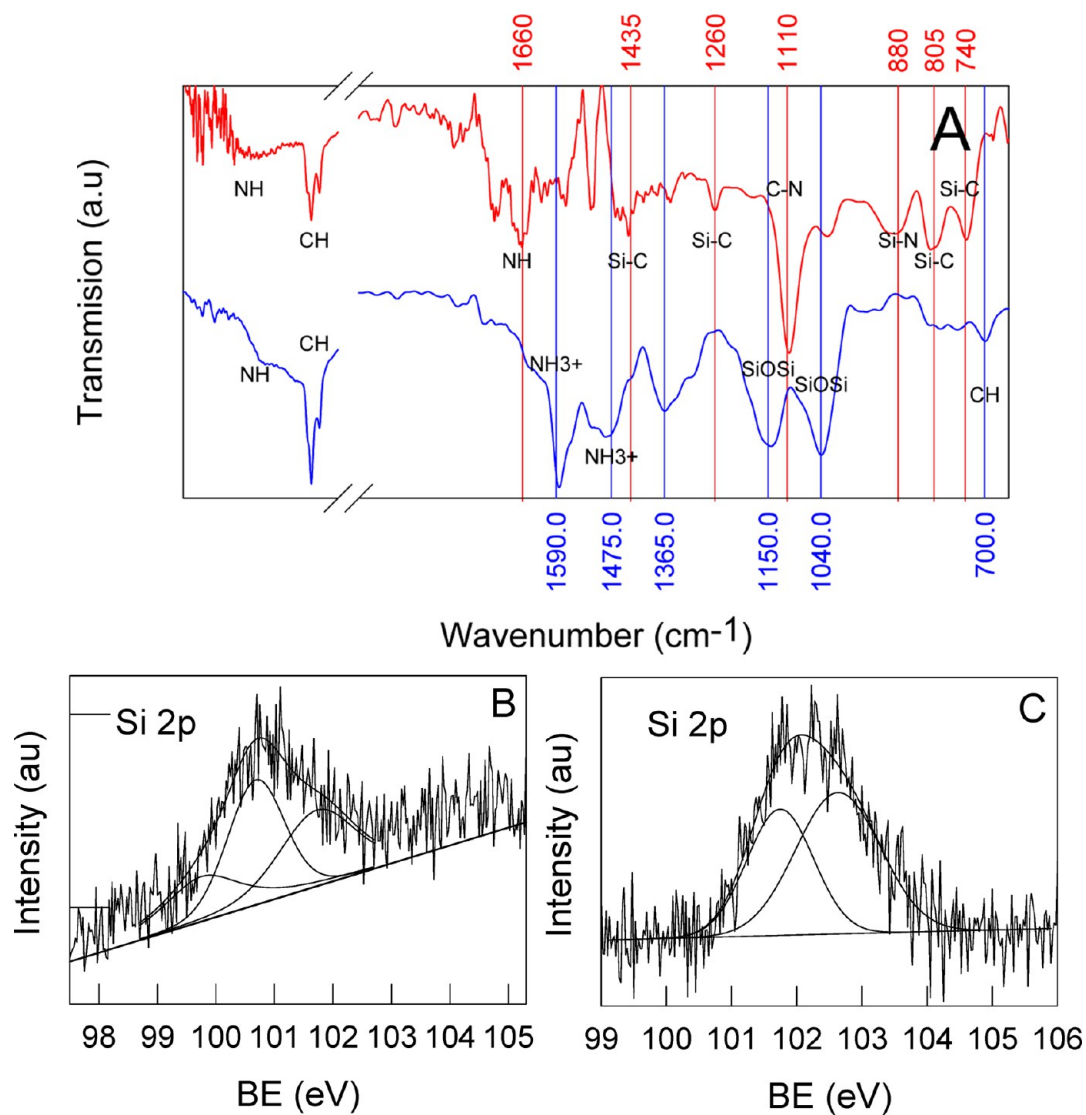 1660 1435 1260 1110 880 805 740
A
Transmision (a.u)
NH
CH
NH
Si-C
Si-C
C-N
Si-N
Si-C
Si-C
NH
CH
NH3+
NH3+
SiOSi
SiOSi
CH
1590.0 1475.0 1365.0 1150.0 1040.0 700.0
Wavenumber (cm-1)
B
Si 2p
Intensity (au)
98 99 100 101 102 103 104 105
BE (eV)
C
Si 2p
Intensity (au)
99 100 101 102 103 104 105 106
BE (eV)